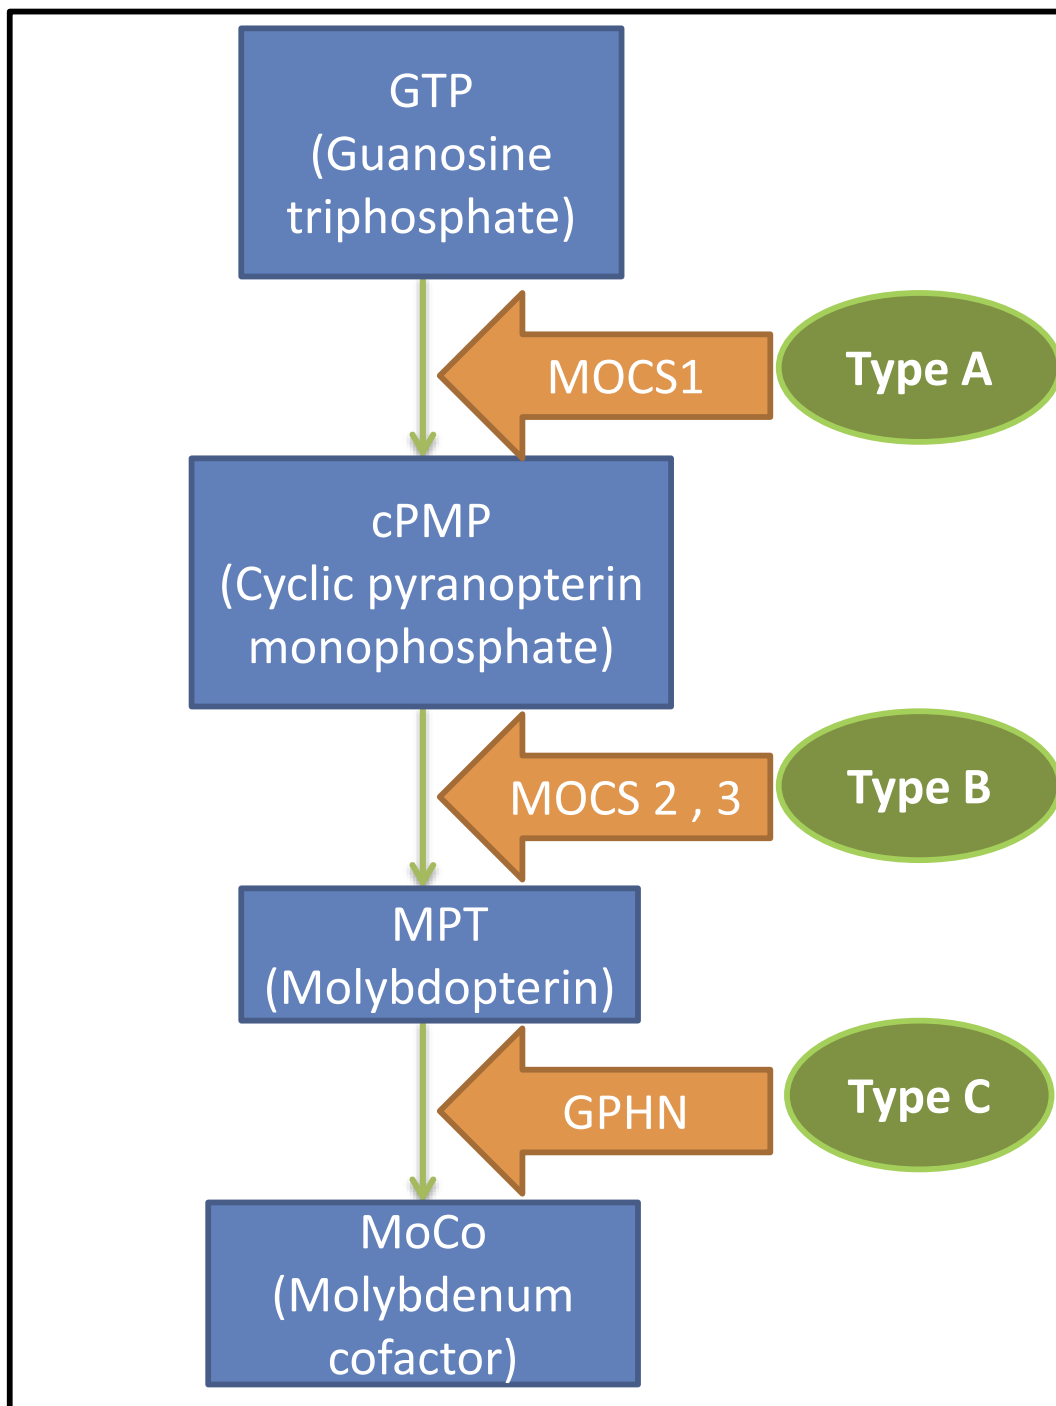 GTP
(Guanosine
triphosphate)
MOCS1
Type A
cPMP
(Cyclic pyranopterin
monophosphate)
MOCS 2 , 3
Type B
MPT
(Molybdopterin)
GPHN
Type C
MoCo
(Molybdenum
cofactor)